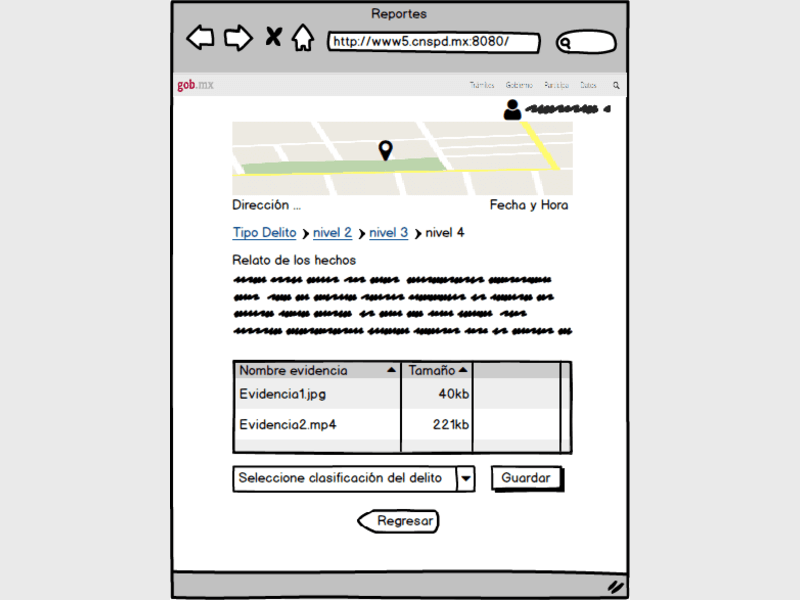 Reportes
http://www5.cnspd.mx:8080/
gob.mx Trámites Gobierno Participa Datos
Dirección ... Fecha y Hora
Tipo Delito nivel 2 nivel 3 nivel 4
Relato de los hechos
Nombre evidencia Tamaño
Evidencia1.jpg 40kb
Evidencia2.mp4 221kb
Seleccione clasificación del delito Guardar
Regresar